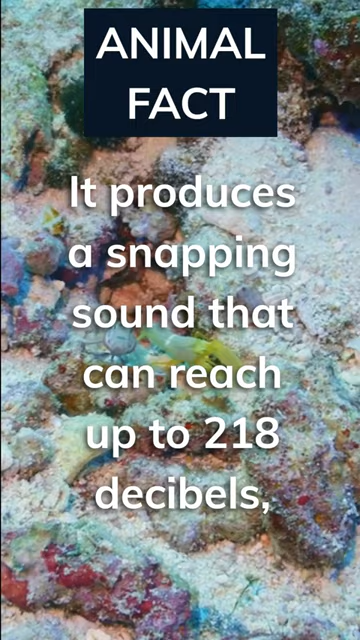 ANIMAL
FACT
It produces
a snapping
sound that
can reach
up to 218
decibels,